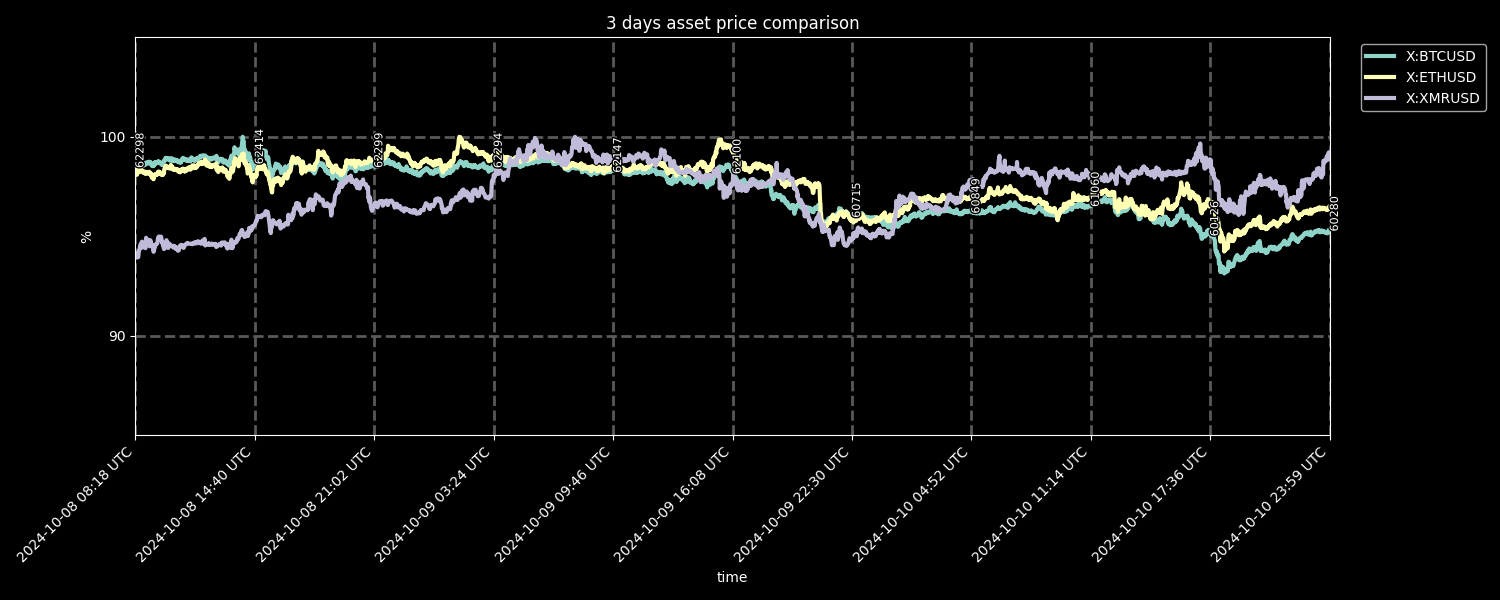 3 days asset price comparison
X:BTCUSD
X:ETHUSD
X:XMRUSD
100
90
%
62298
62414
62299
62294
62147
62100
60715
60849
61060
60126
60280
2024-10-08 08:18 UTC
2024-10-08 14:40 UTC
2024-10-08 21:02 UTC
2024-10-09 03:24 UTC
2024-10-09 09:46 UTC
2024-10-09 16:08 UTC
2024-10-09 22:30 UTC
2024-10-10 04:52 UTC
2024-10-10 11:14 UTC
2024-10-10 17:36 UTC
2024-10-10 23:59 UTC
time